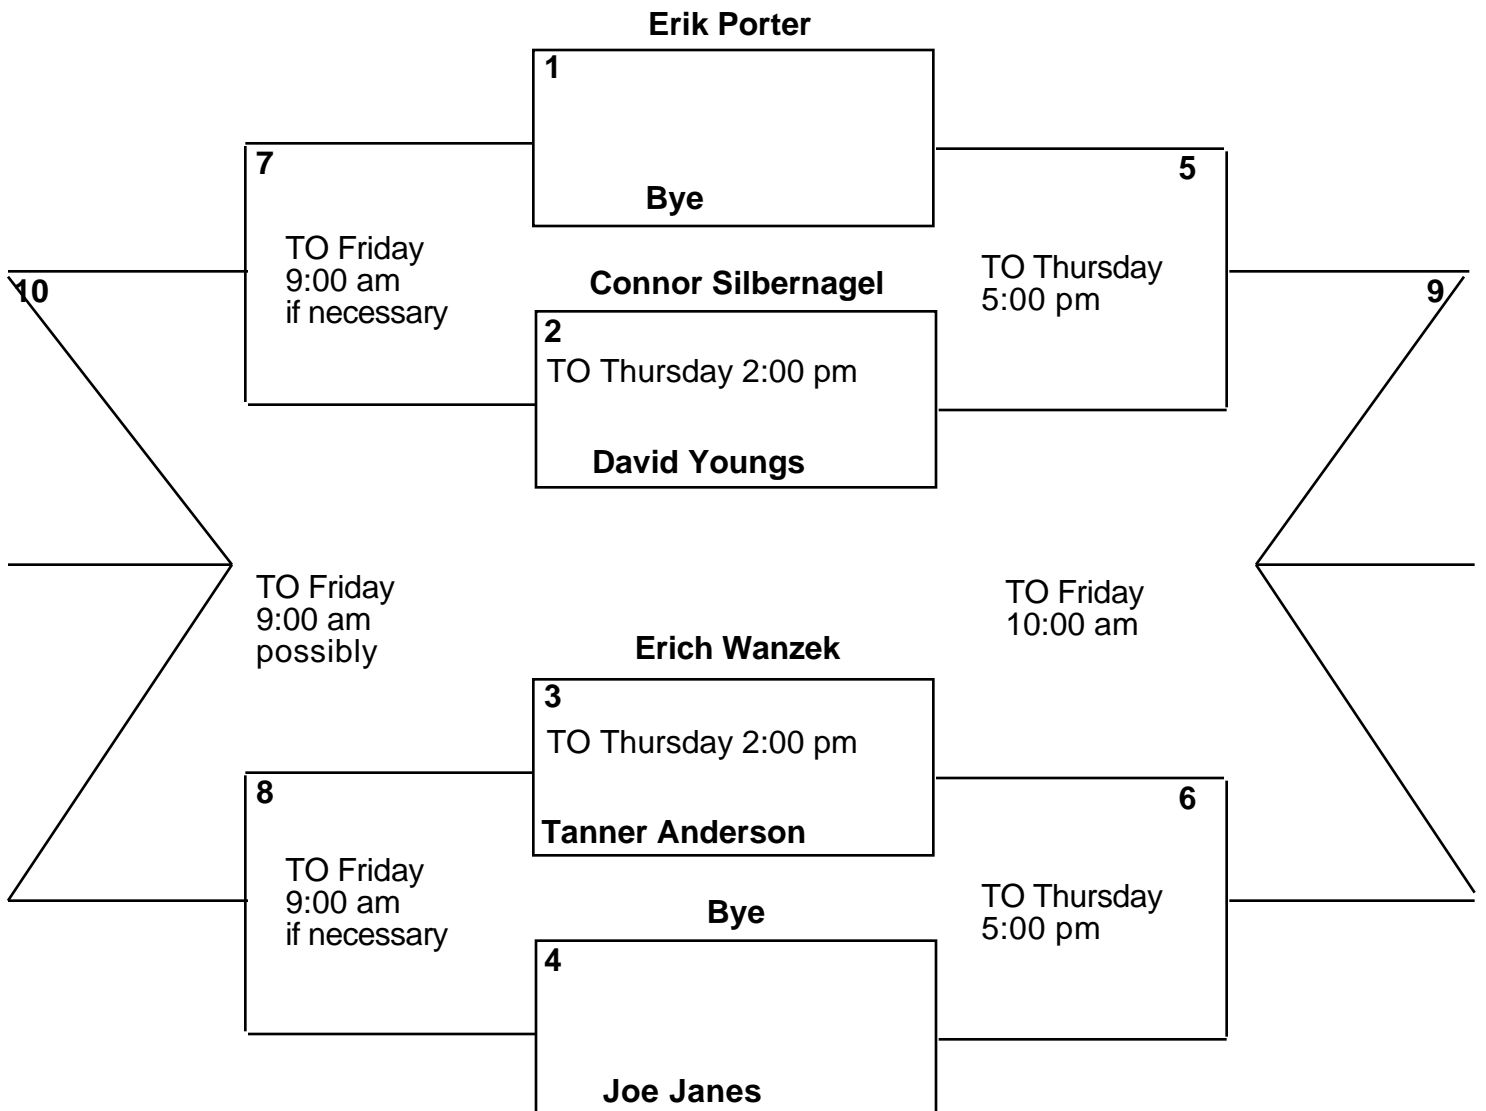 Erik Porter
1
7
5
Bye
TO Friday
9:00 am
if necessary
TO Thursday
5:00 pm
10
Connor Silbernagel
9
2
TO Thursday 2:00 pm
David Youngs
TO Friday
9:00 am
possibly
TO Friday
10:00 am
Erich Wanzek
3
TO Thursday 2:00 pm
8
6
Tanner Anderson
TO Friday
9:00 am
if necessary
TO Thursday
5:00 pm
Bye
4
Joe Janes